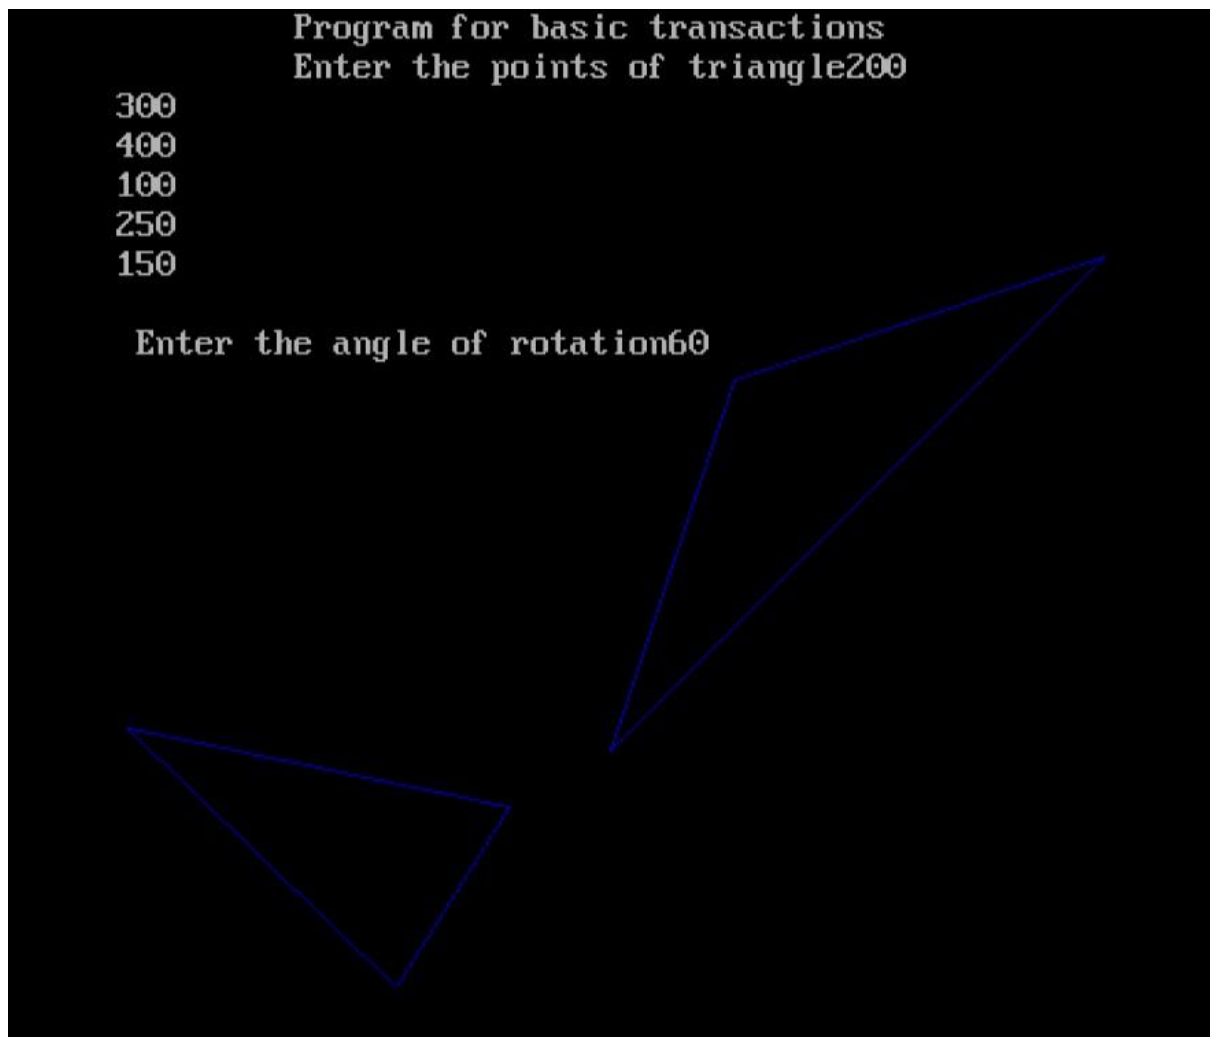 Program for basic transactions
Enter the points of triangle200
300
400
100
250
150
Enter the angle of rotation60